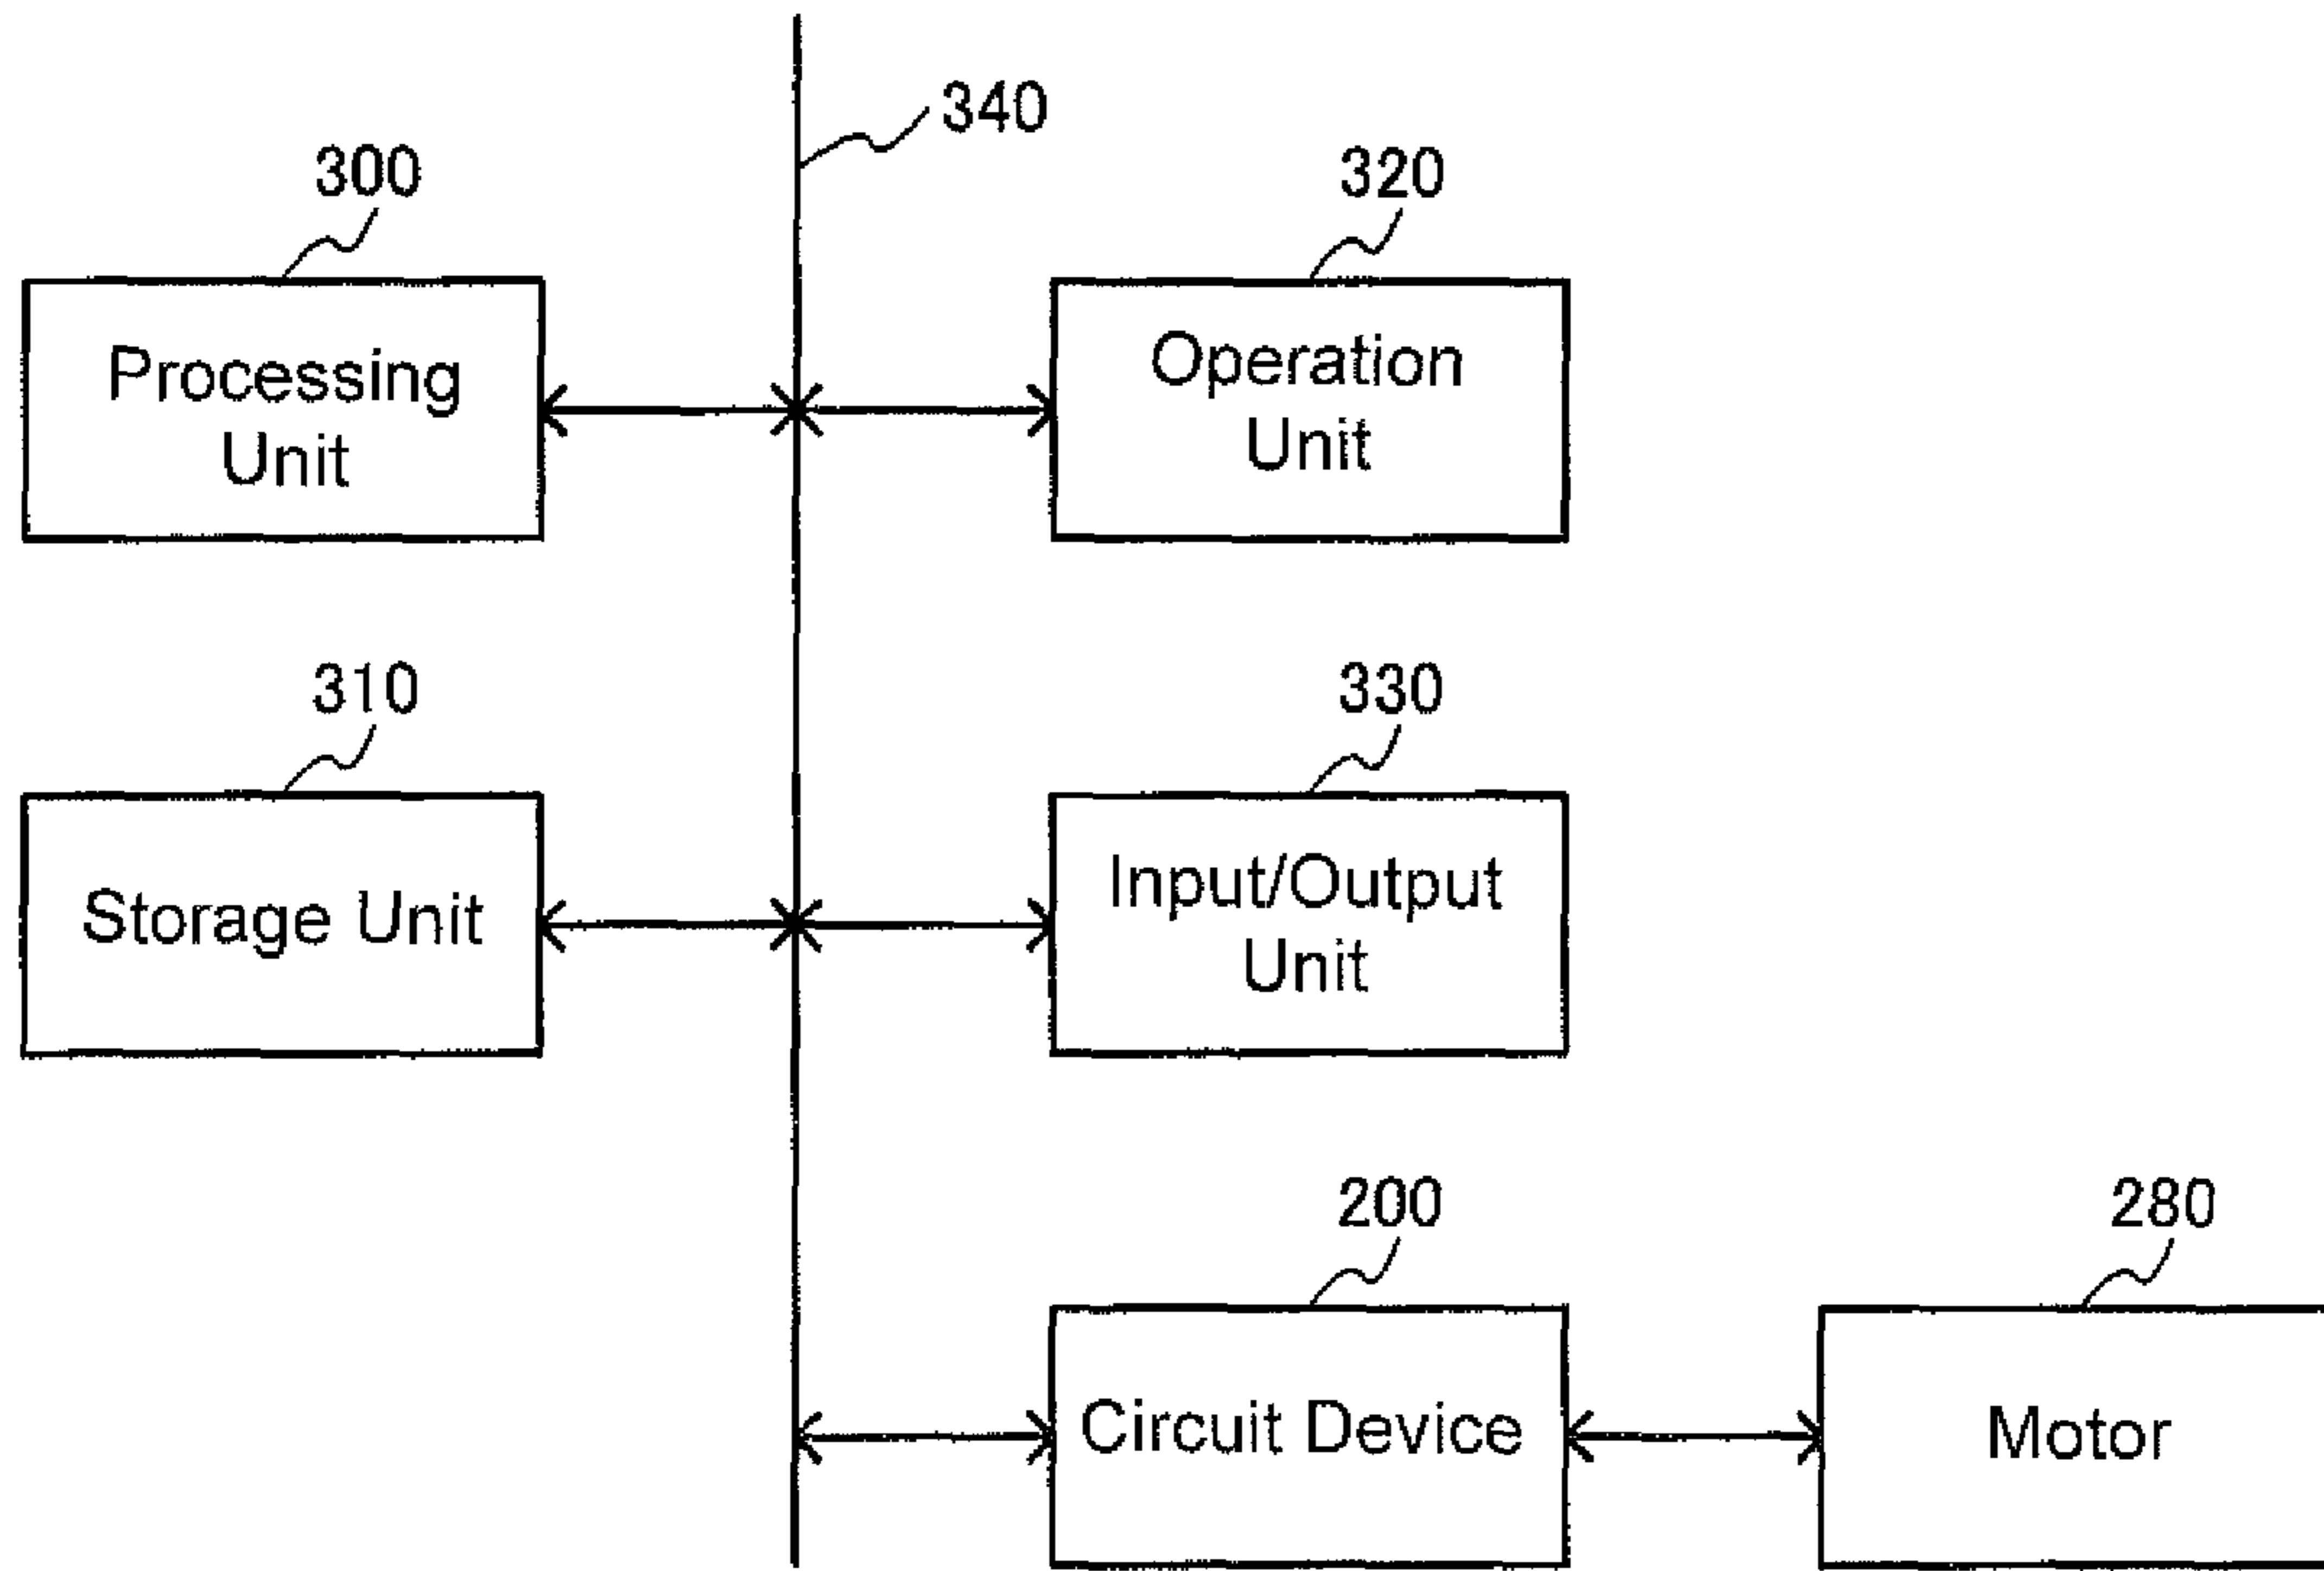 340
300
320
Processing
Unit
Operation
Unit
310
330
Storage Unit
Input/Output
Unit
200
280
Circuit Device
Motor